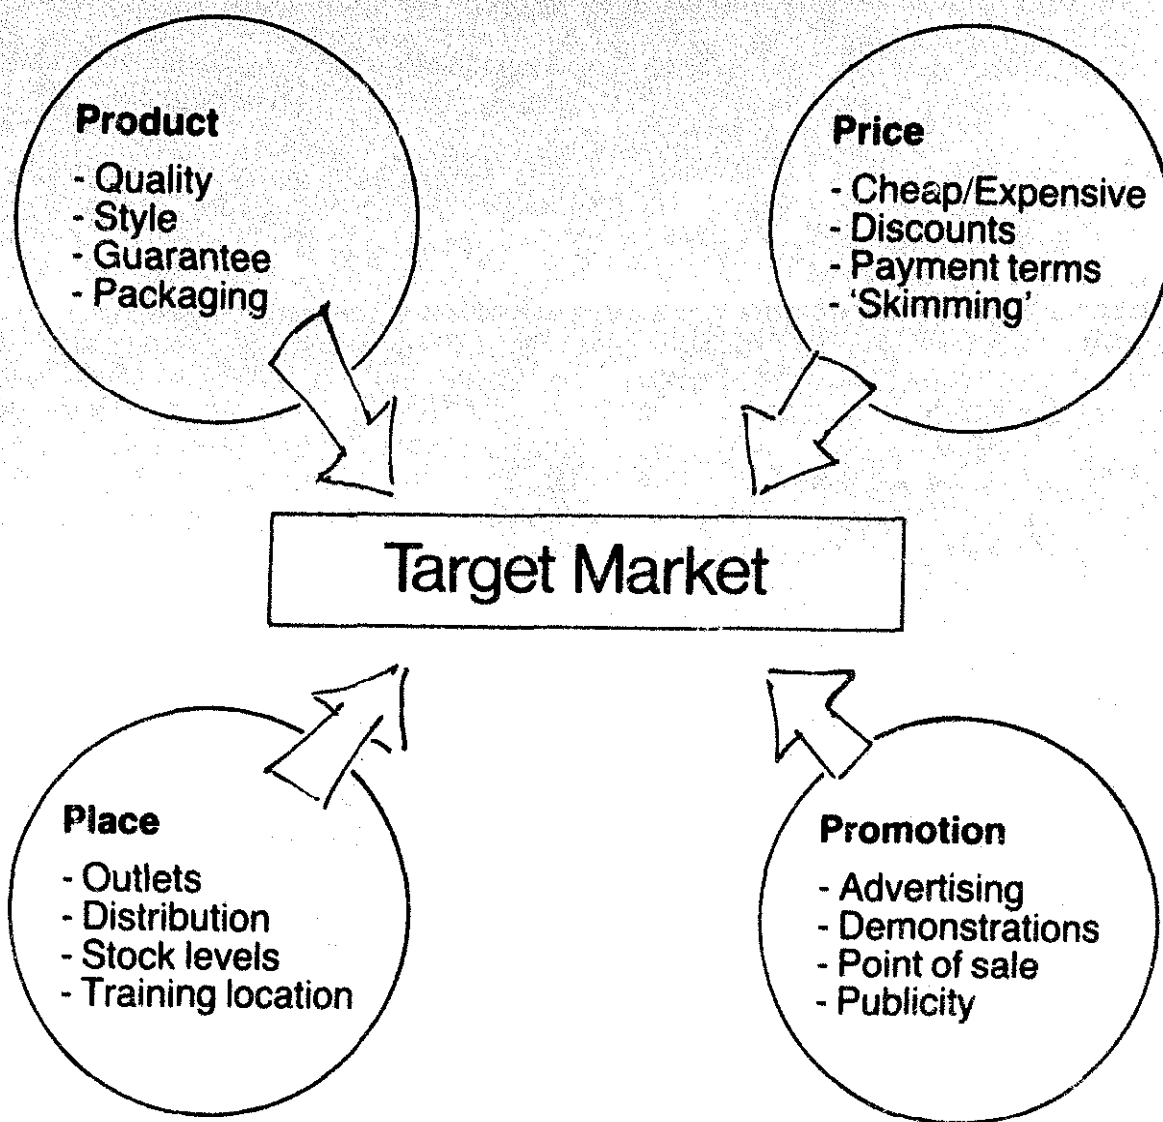 Product
- Quality
- Style
- Guarantee
- Packaging
Price
- Cheap/Expensive
- Discounts
- Payment terms
- 'Skimming'
Target Market
Place
- Outlets
- Distribution
- Stock levels
- Training location
Promotion
- Advertising
- Demonstrations
- Point of sale
- Publicity